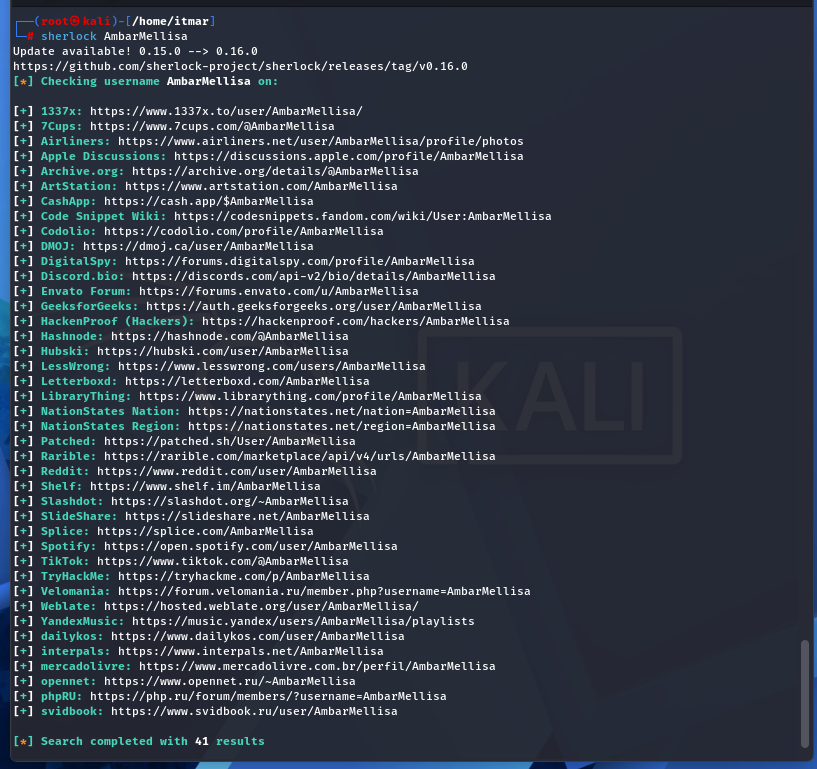 ┌──(root㉿kali)-[/home/itmar]
└─# sherlock AmbarMellisa
Update available! 0.15.0 --> 0.16.0
https://github.com/sherlock-project/sherlock/releases/tag/v0.16.0
[*] Checking username AmbarMellisa on:
[+] 1337x: https://www.1337x.to/user/AmbarMellisa/
[+] 7Cups: https://www.7cups.com/@AmbarMellisa
[+] Airliners: https://www.airliners.net/user/AmbarMellisa/profile/photos
[+] Apple Discussions: https://discussions.apple.com/profile/AmbarMellisa
[+] Archive.org: https://archive.org/details/@AmbarMellisa
[+] ArtStation: https://www.artstation.com/AmbarMellisa
[+] CashApp: https://cash.app/$AmbarMellisa
[+] Code Snippet Wiki: https://codesnippets.fandom.com/wiki/User:AmbarMellisa
[+] Codolio: https://codolio.com/profile/AmbarMellisa
[+] DMOJ: https://dmoj.ca/user/AmbarMellisa
[+] DigitalSpy: https://forums.digitalspy.com/profile/AmbarMellisa
[+] Discord.bio: https://discords.com/api-v2/bio/details/AmbarMellisa
[+] Envato Forum: https://forums.envato.com/u/AmbarMellisa
[+] GeeksforGeeks: https://auth.geeksforgeeks.org/user/AmbarMellisa
[+] HackenProof (Hackers): https://hackenproof.com/hackers/AmbarMellisa
[+] Hashnode: https://hashnode.com/@AmbarMellisa
[+] Hubski: https://hubski.com/user/AmbarMellisa
[+] LessWrong: https://www.lesswrong.com/users/AmbarMellisa
[+] Letterboxd: https://letterboxd.com/AmbarMellisa
[+] LibraryThing: https://www.librarything.com/profile/AmbarMellisa
[+] NationStates Nation: https://nationstates.net/nation=AmbarMellisa
[+] NationStates Region: https://nationstates.net/region=AmbarMellisa
[+] Patched: https://patched.sh/User/AmbarMellisa
[+] Rarible: https://rarible.com/marketplace/api/v4/urls/AmbarMellisa
[+] Reddit: https://www.reddit.com/user/AmbarMellisa
[+] Shelf: https://www.shelf.im/AmbarMellisa
[+] Slashdot: https://slashdot.org/~AmbarMellisa
[+] SlideShare: https://slideshare.net/AmbarMellisa
[+] Splice: https://splice.com/AmbarMellisa
[+] Spotify: https://open.spotify.com/user/AmbarMellisa
[+] TikTok: https://www.tiktok.com/@AmbarMellisa
[+] TryHackMe: https://tryhackme.com/p/AmbarMellisa
[+] Velomania: https://forum.velomania.ru/member.php?username=AmbarMellisa
[+] Weblate: https://hosted.weblate.org/user/AmbarMellisa/
[+] YandexMusic: https://music.yandex/users/AmbarMellisa/playlists
[+] dailykos: https://www.dailykos.com/user/AmbarMellisa
[+] interpals: https://www.interpals.net/AmbarMellisa
[+] mercadolivre: https://www.mercadolivre.com.br/perfil/AmbarMellisa
[+] opennet: https://www.opennet.ru/~AmbarMellisa
[+] phpRU: https://php.ru/forum/members/?username=AmbarMellisa
[+] svidbook: https://www.svidbook.ru/user/AmbarMellisa
[*] Search completed with 41 results
KALI